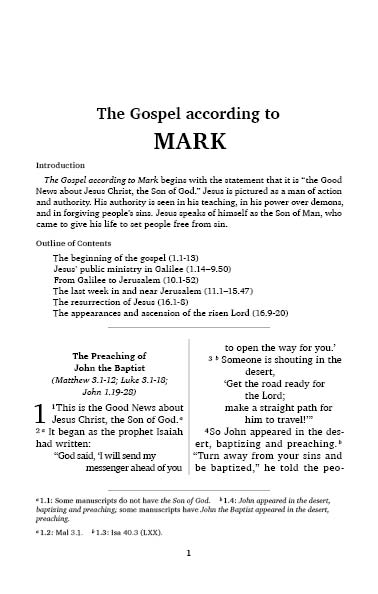 The Gospel according to
MARK
Introduction
The Gospel according to Mark begins with the statement that it is “the Good
News about Jesus Christ, the Son of God.” Jesus is pictured as a man of action
and authority. His authority is seen in his teaching, in his power over demons,
and in forgiving people’s sins. Jesus speaks of himself as the Son of Man, who
came to give his life to set people free from sin.
Outline of Contents
The beginning of the gospel (1.1-13)
Jesus’ public ministry in Galilee (1.14–9.50)
From Galilee to Jerusalem (10.1-52)
The last week in and near Jerusalem (11.1–15.47)
The resurrection of Jesus (16.1-8)
The appearances and ascension of the risen Lord (16.9-20)
The Preaching of
John the Baptist
(Matthew 3.1-12; Luke 3.1-18;
John 1.19-28)
1 1 This is the Good News about
Jesus Christ, the Son of God. a
2 a It began as the prophet Isaiah
had written:
“God said, ‘I will send my
messenger ahead of you
to open the way for you.’
3 b Someone is shouting in the
desert,
‘Get the road ready for
the Lord;
make a straight path for
him to travel!’”
4 So John appeared in the des-
ert, baptizing and preaching. b
“Turn away from your sins and
be baptized,” he told the peo-
a 1.1: Some manuscripts do not have the Son of God. b 1.4: John appeared in the desert,
baptizing and preaching; some manuscripts have John the Baptist appeared in the desert,
preaching.
a 1.2: Mal 3.1. b 1.3: Isa 40.3 (LXX).
1